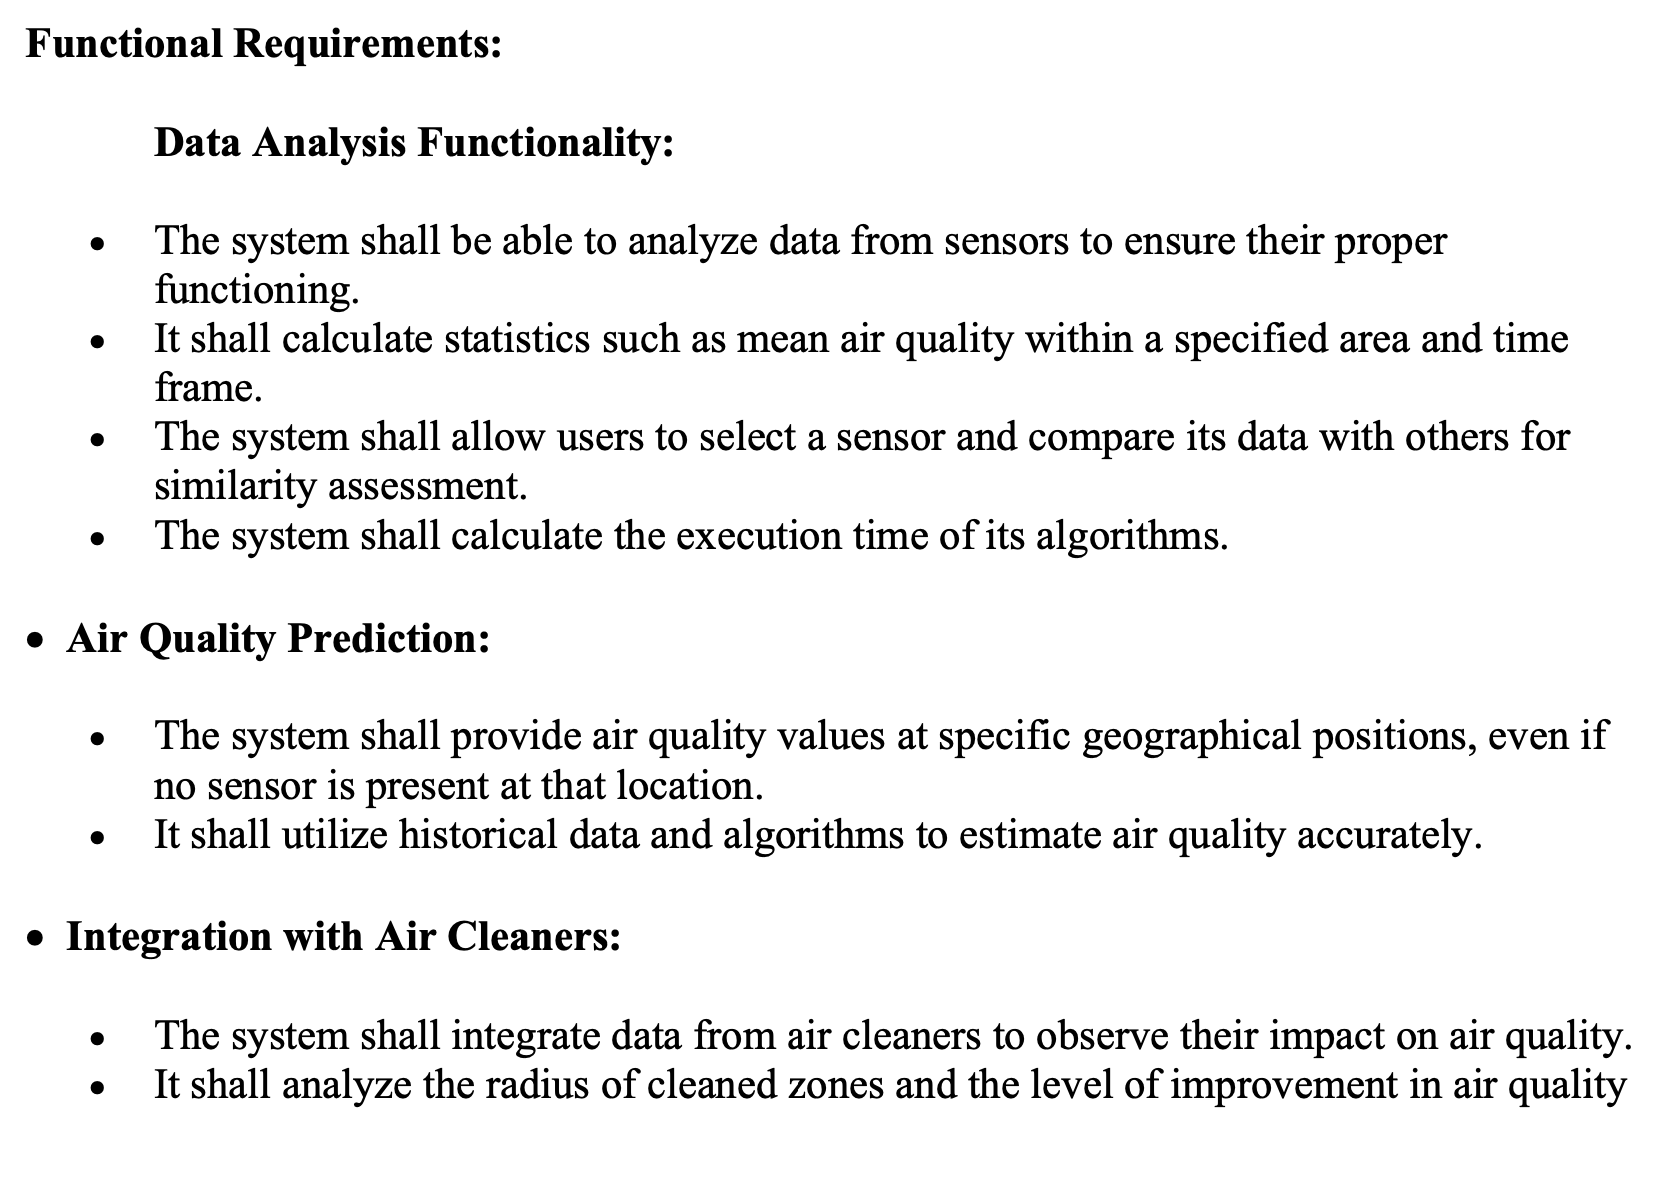 Functional Requirements:
Data Analysis Functionality:
• The system shall be able to analyze data from sensors to ensure their proper
functioning.
• It shall calculate statistics such as mean air quality within a specified area and time
frame.
• The system shall allow users to select a sensor and compare its data with others for
similarity assessment.
• The system shall calculate the execution time of its algorithms.
• Air Quality Prediction:
• The system shall provide air quality values at specific geographical positions, even if
no sensor is present at that location.
• It shall utilize historical data and algorithms to estimate air quality accurately.
• Integration with Air Cleaners:
• The system shall integrate data from air cleaners to observe their impact on air quality.
• It shall analyze the radius of cleaned zones and the level of improvement in air quality